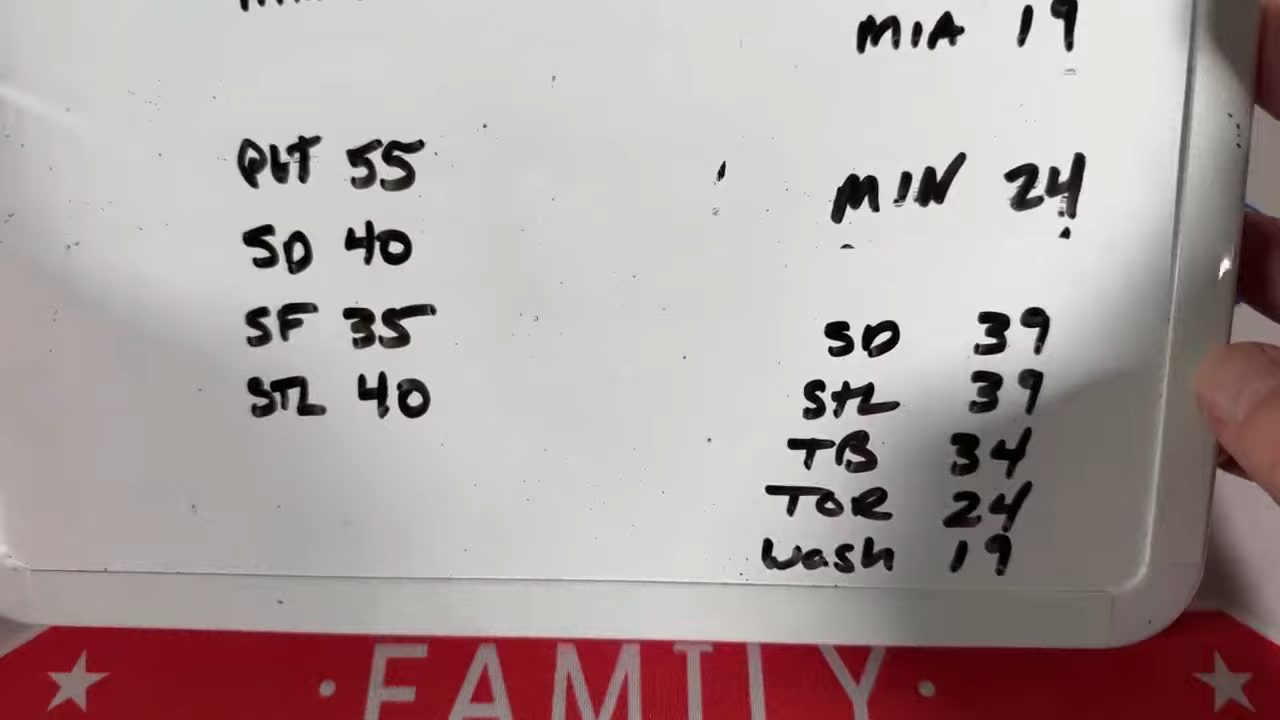 PIT 55
SD 40
SF 35
STL 40
MIA 19
MIN 24
SD 39
StL 39
TB 34
TOR 24
wash 19
· FAMILY ·